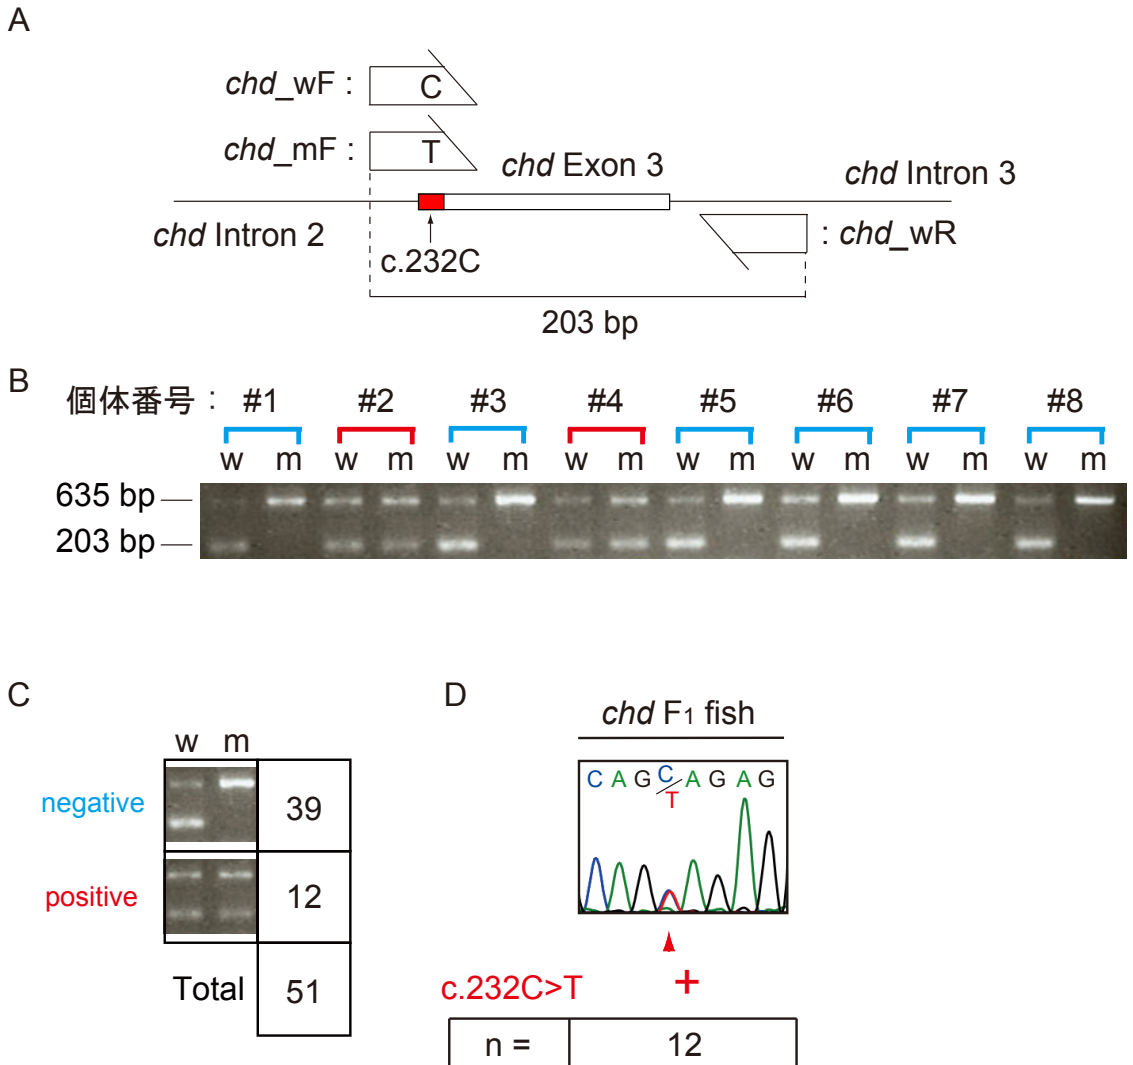 A
chd_wF :
C
chd_mF :
T
chd Exon 3
chd Intron 3
chd Intron 2
c.232C
: chd_wR
203 bp
B
個体番号 : #1 #2 #3 #4 #5 #6 #7 #8
w m w m w m w m w m w m w m w m
635 bp
203 bp
C
w m
negative 39
positive 12
Total 51
D
chd F1 fish
C A G C/T A G A G
c.232C>T +
n = 12